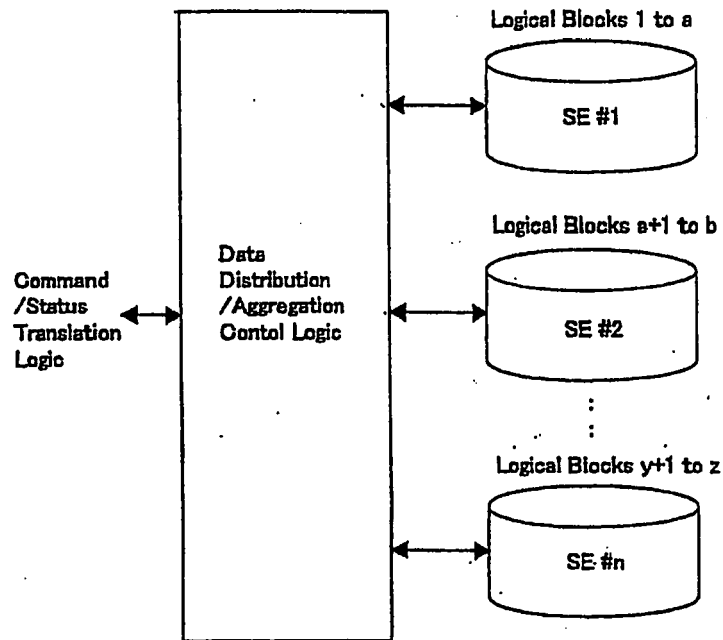 Logical Blocks 1 to a
SE #1
Logical Blocks a+1 to b
Data
Distribution
/Aggregation
Contol Logic
Command
/Status
Translation
Logic
SE #2
Logical Blocks y+1 to z
SE #n